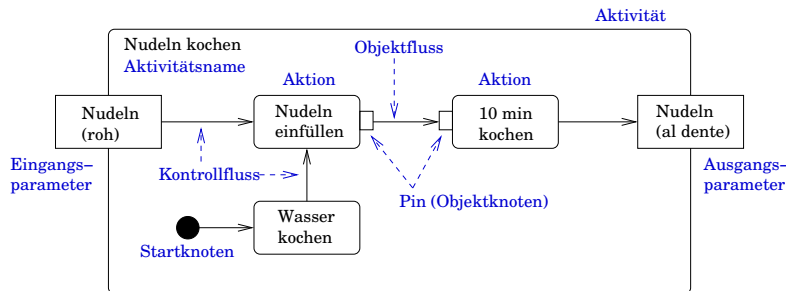 Aktivität
Nudeln kochen
Aktivitätsname
Objektfluss
Aktion
Aktion
Nudeln
(roh)
Nudeln
einfüllen
10 min
kochen
Nudeln
(al dente)
Eingangs–
parameter
Kontrollfluss
Pin (Objektknoten)
Ausgangs–
parameter
Wasser
kochen
Startknoten